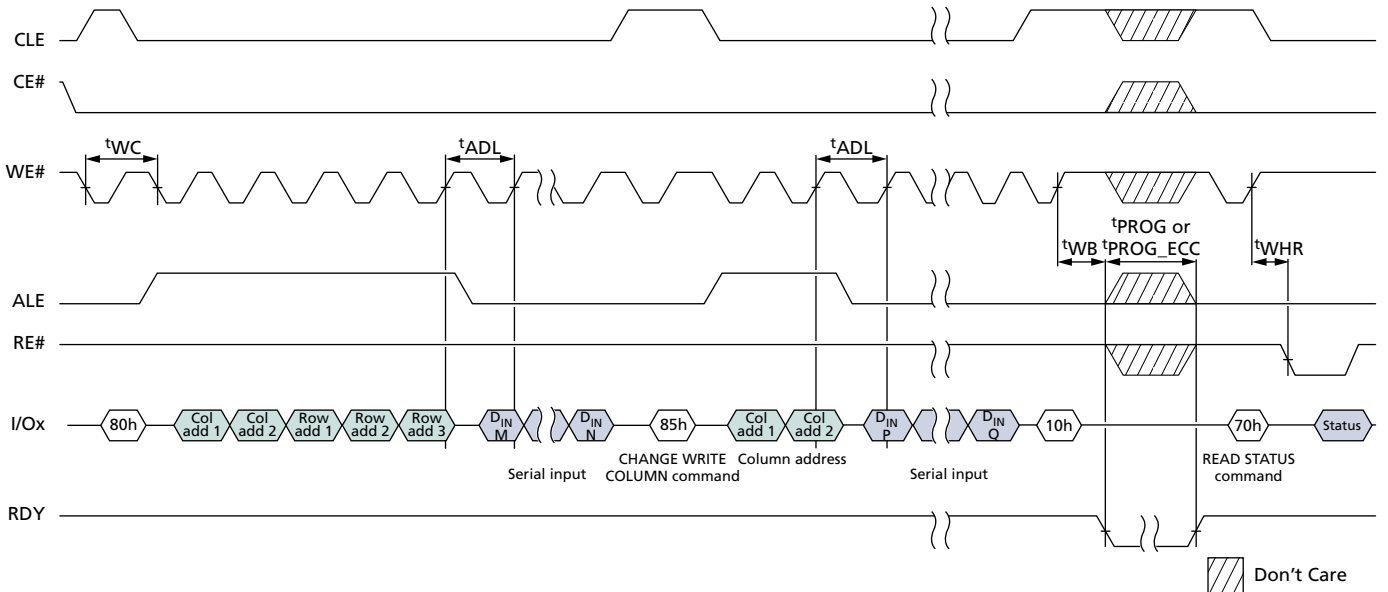 CLE
CE#
tWC
tADL
tADL
WE#
tPROG or
tWB
tPROG_ECC
tWHR
ALE
RE#
I/Ox
80h
Col add 1
Col add 2
Row add 1
Row add 2
Row add 3
DIN M
DIN N
85h
Col add 1
Col add 2
DIN P
DIN Q
10h
70h
Status
Serial input
CHANGE WRITE
COLUMN command
Column address
Serial input
READ STATUS
command
RDY
Don't Care